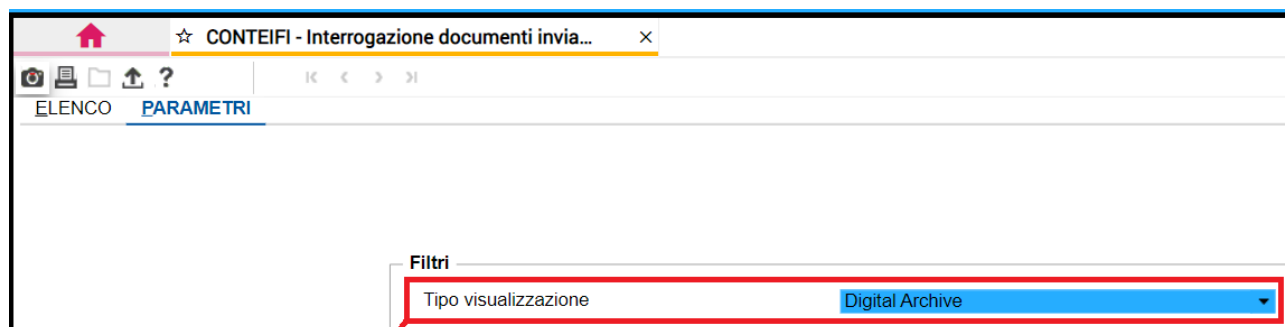 ☆ CONTEIFI - Interrogazione documenti invia... ×
?
ELENCO PARAMETRI
Filtri
Tipo visualizzazione Digital Archive